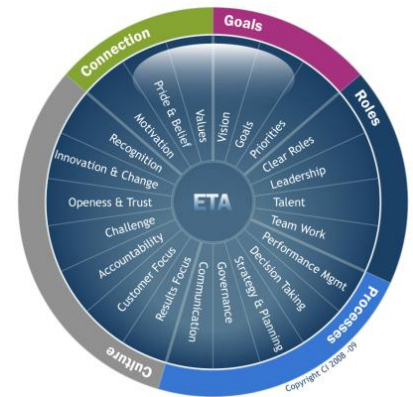 Connection
Goals
Roles
Processes
Culture
Vision
Goals
Priorities
Clear Roles
Leadership
Talent
Team Work
Performance Mgmt
Decision Taking
Strategy & Planning
Governance
Communication
Results Focus
Customer Focus
Accountability
Challenge
Openess & Trust
Innovation & Change
Recognition
Motivation
Pride & Belief
Values
ETA
Copyright CI 2008 -09